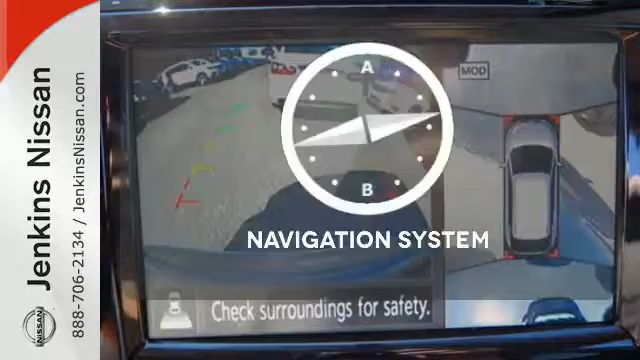 Jenkins Nissan
888-706-2134 / JenkinsNissan.com
NISSAN
A
B
MOD
NAVIGATION SYSTEM
Check surroundings for safety.